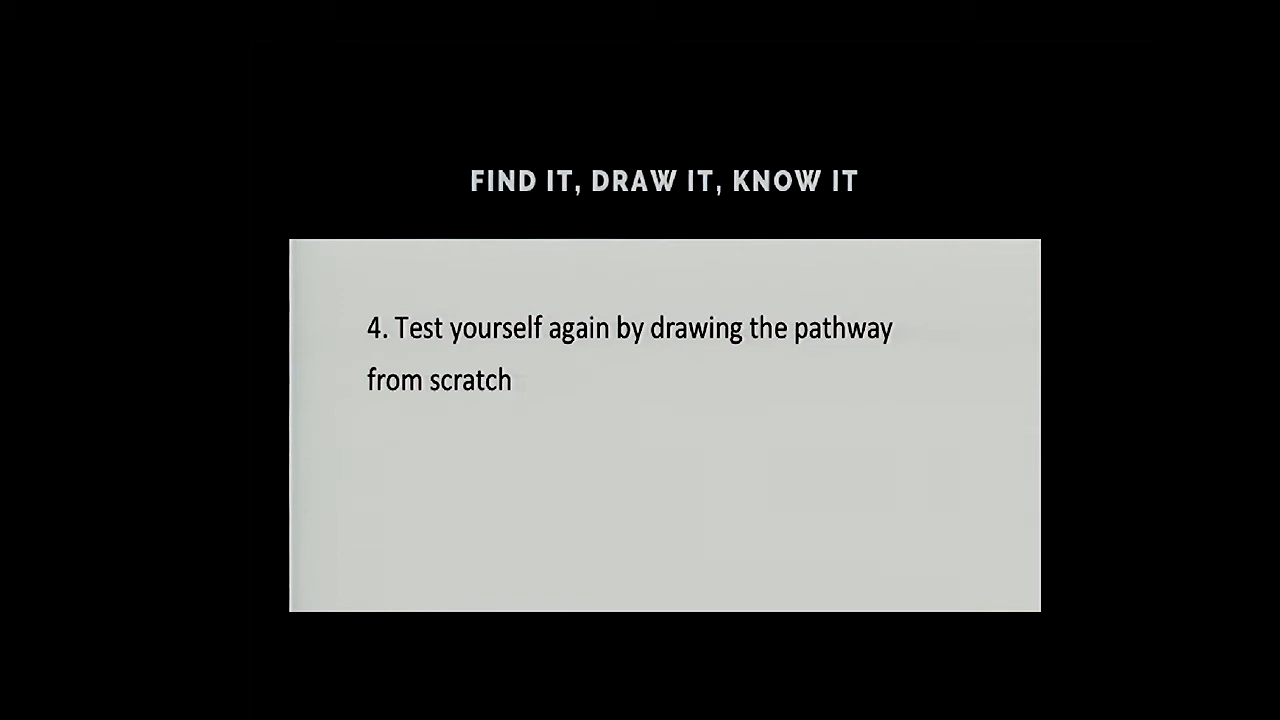 FIND IT, DRAW IT, KNOW IT
4. Test yourself again by drawing the pathway
from scratch